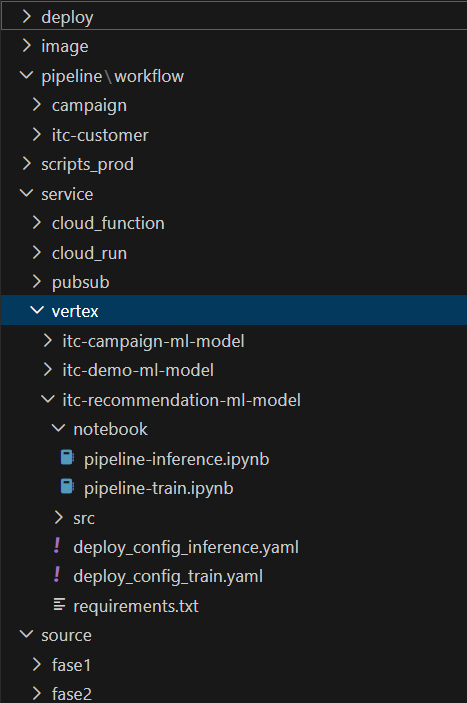 deploy
image
pipeline\workflow
campaign
itc-customer
scripts_prod
service
cloud_function
cloud_run
pubsub
vertex
itc-campaign-ml-model
itc-demo-ml-model
itc-recommendation-ml-model
notebook
pipeline-inference.ipynb
pipeline-train.ipynb
src
! deploy_config_inference.yaml
! deploy_config_train.yaml
requirements.txt
source
fase1
fase2